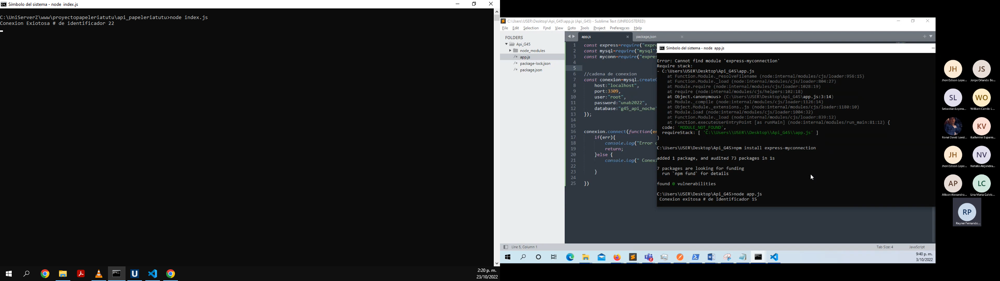 Símbolo del sistema - node index.js
C:\UniServerZ\www\proyectopapeleriatutu\api_papeleriatutu>node index.js
Conexion Exiotosa # de identificador 22
2:20 p. m.
23/10/2022
C:\Users\USER\Desktop\Api_G45\app.js (Api_G45) - Sublime Text (UNREGISTERED)
File Edit Selection Find View Goto Tools Project Preferences Help
FOLDERS
Api_G45
node_modules
app.js
package-lock.json
package.json
app.js
package.json
1 const express=require("expre
2 const mysql=require("mysql")
3 const myconn=require("expres
4
5
6 //cadena de conexion
7 const conexion=mysql.createC
8 host:"localhost",
9 port:3309,
10 user:"root",
11 password:"unab2022",
12 database:"g45_api_noche"
13 });
14
15
16 conexion.connect(function(er
17 if(err){
18 console.log("Error c
19 return;
20 }else {
21 console.log(" Conexi
22
23 }
24
25 })
Símbolo del sistema - node app.js
Error: Cannot find module 'express-myconnection'
Require stack:
- C:\Users\USER\Desktop\Api_G45\app.js
at Function.Module._resolveFilename (node:internal/modules/cjs/loader:956:15)
at Function.Module._load (node:internal/modules/cjs/loader:804:27)
at Module.require (node:internal/modules/cjs/loader:1028:19)
at require (node:internal/modules/cjs/helpers:102:18)
at Object.<anonymous> (C:\Users\USER\Desktop\Api_G45\app.js:3:14)
at Module._compile (node:internal/modules/cjs/loader:1126:14)
at Object.Module._extensions..js (node:internal/modules/cjs/loader:1180:10)
at Module.load (node:internal/modules/cjs/loader:1004:32)
at Function.Module._load (node:internal/modules/cjs/loader:839:12)
at Function.executeUserEntryPoint [as runMain] (node:internal/modules/run_main:81:12) {
code: 'MODULE_NOT_FOUND',
requireStack: [ 'C:\\Users\\USER\\Desktop\\Api_G45\\app.js' ]
}
C:\Users\USER\Desktop\Api_G45>npm install express-myconnection
added 1 package, and audited 73 packages in 1s
7 packages are looking for funding
run `npm fund` for details
found 0 vulnerabilities
C:\Users\USER\Desktop\Api_G45>node app.js
Conexion exitosa # de Identificador 15
Line 5, Column 1
Tab Size: 4
JavaScript
9:40 p. m.
3/10/2022
JH JS
Jhon Edison Lope... Jorge Orlando Bo...
SL WO
Sebastian Lopera... William Camilo L...
KV
Ronal David Lond... Katherine Esparra...
JH NV
Jhon Edison Lope... Natalia Alejandra...
AP LC
Allison Alexandra... Lina Maria Galvis...
RP
Reyner Fernando...